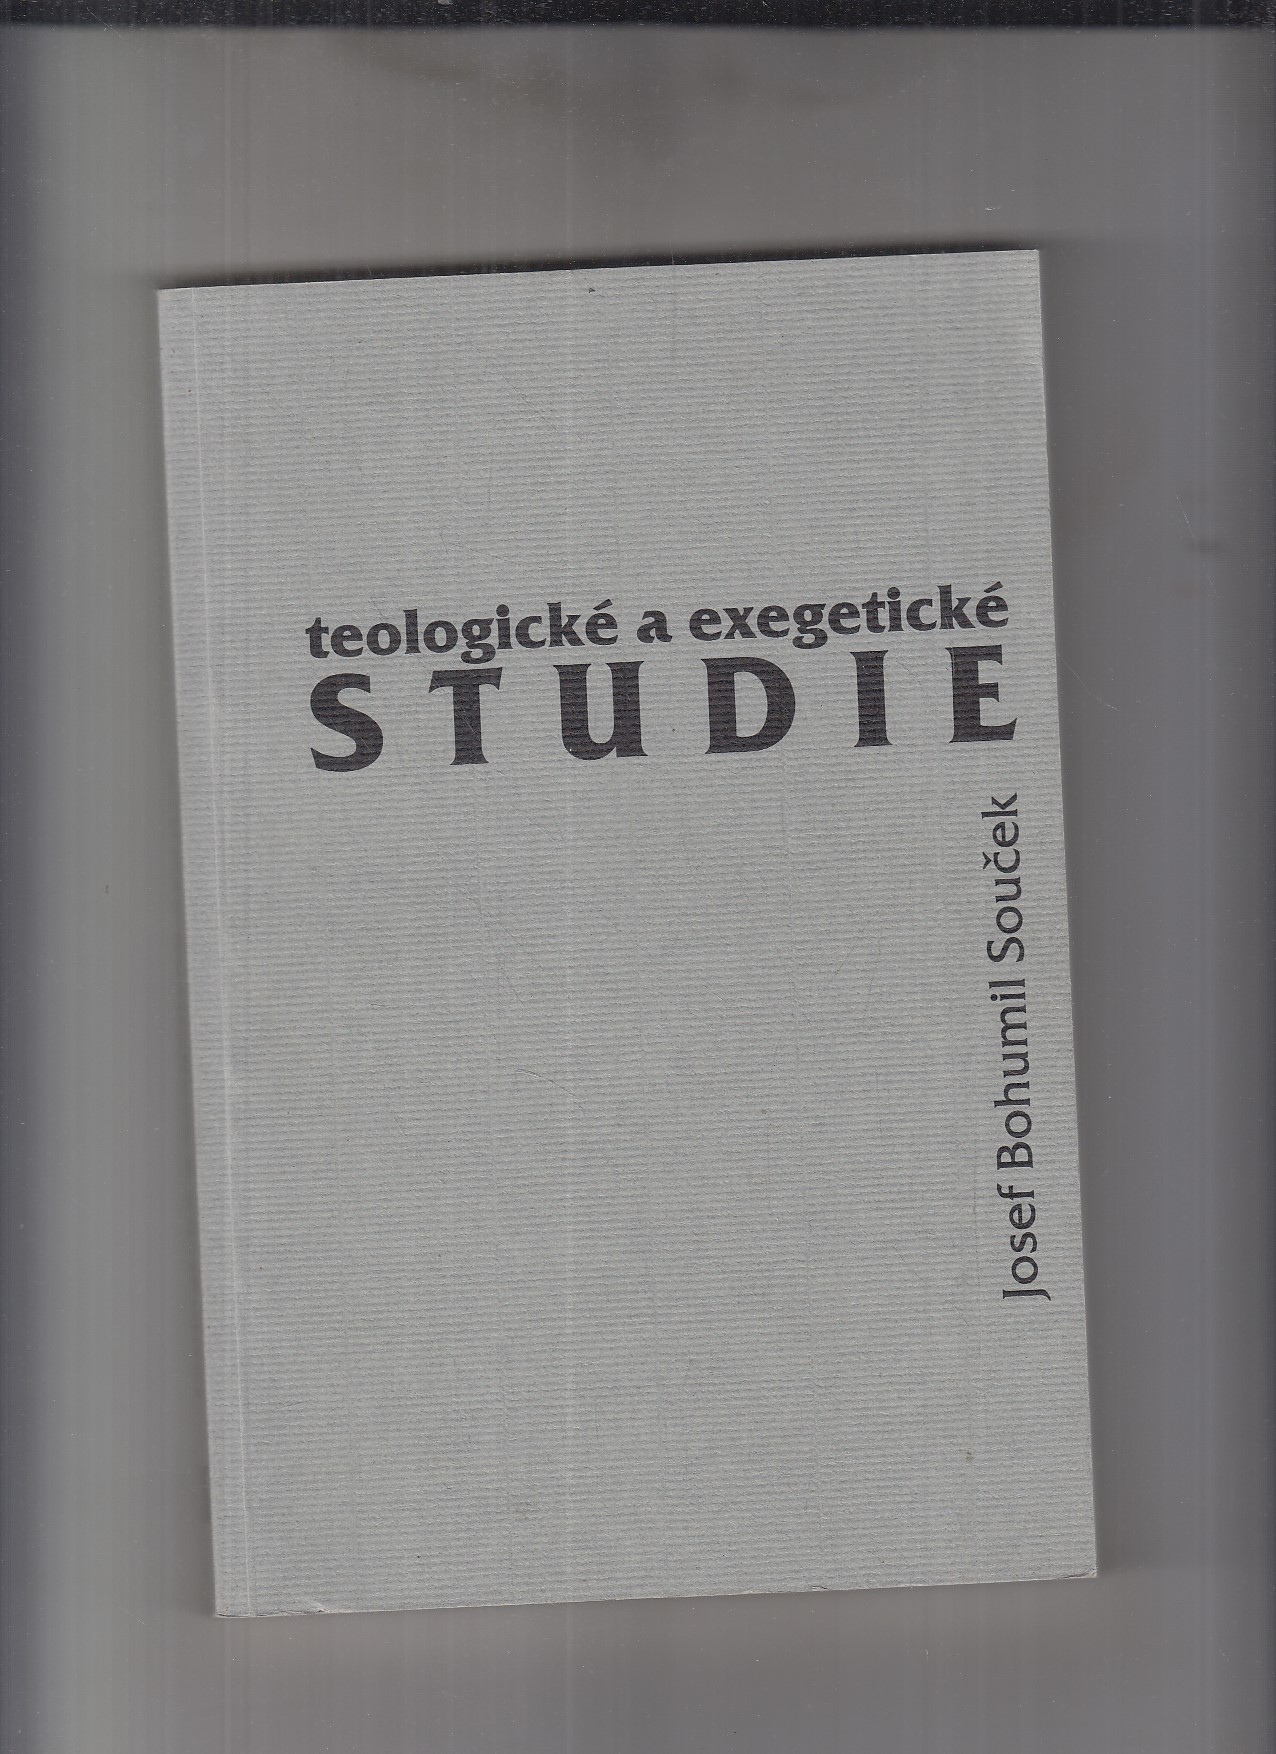 teologické a exegetické
STUDIE
Josef Bohumil Souček